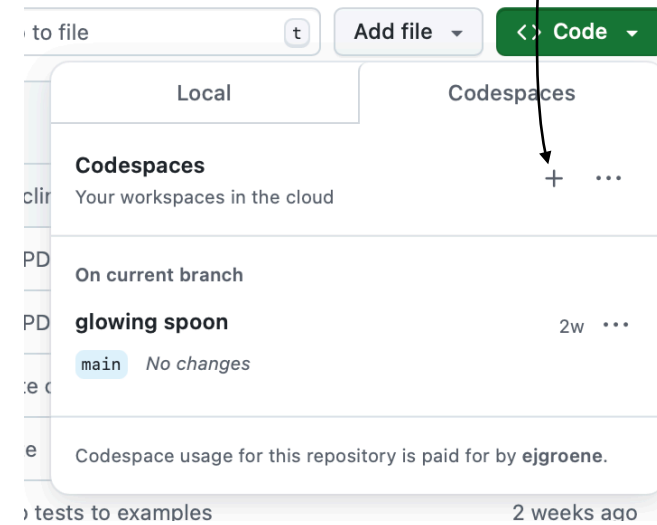 to file t Add file <> Code
Local Codespaces
Codespaces
Your workspaces in the cloud
On current branch
glowing spoon 2w
main No changes
Codespace usage for this repository is paid for by ejgroene.
tests to examples 2 weeks ago